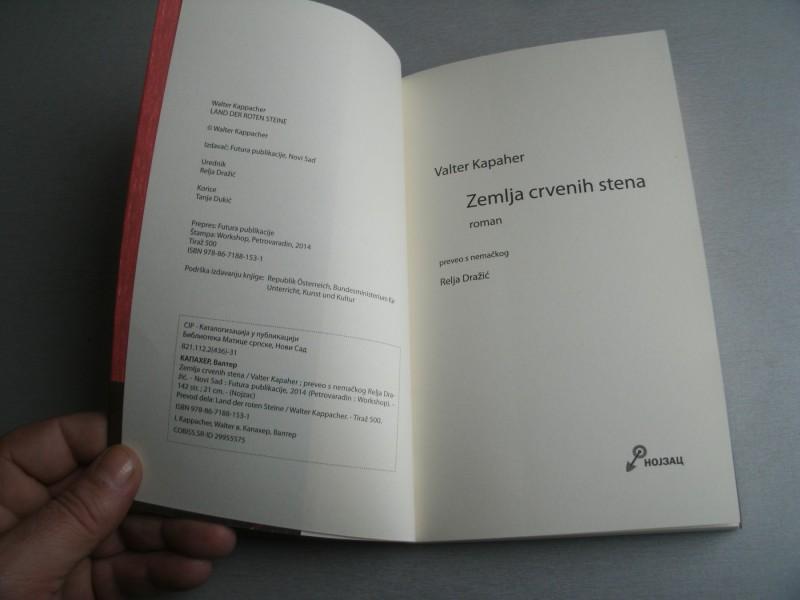 Walter Kappacher
LAND DER ROTEN STEINE
© Walter Kappacher
Izdavač: Futura publikacije, Novi Sad
Urednik
Relja Dražić
Korice
Tanja Dukić
Prepres: Futura publikacije
Štampa: Workshop, Petrovaradin, 2014
Tiraž 500
ISBN 978-86-7188-153-1
Podrška izdavanju knjige: Republik Österreich, Bundesministerium für
Unterricht, Kunst und Kultur
CIP - Каталогизација у публикацији
Библиотека Матице српске, Нови Сад
821.112.2(436)-31
КАПАХЕР, Валтер
Zemlja crvenih stena / Valter Kapaher ; preveo s nemačkog Relja Dra-
žić. - Novi Sad : Futura publikacije, 2014 (Petrovaradin : Workshop). -
142 str. ; 21 cm. - (Nojzac)
Prevod dela: Land der roten Steine / Walter Kappacher. - Tiraž 500.
ISBN 978-86-7188-153-1
I. Kappacher, Walter в. Капахер, Валтер
COBISS.SR-ID 29955575
Valter Kapaher
Zemlja crvenih stena
roman
preveo s nemačkog
Relja Dražić
НОЈЗАЦ